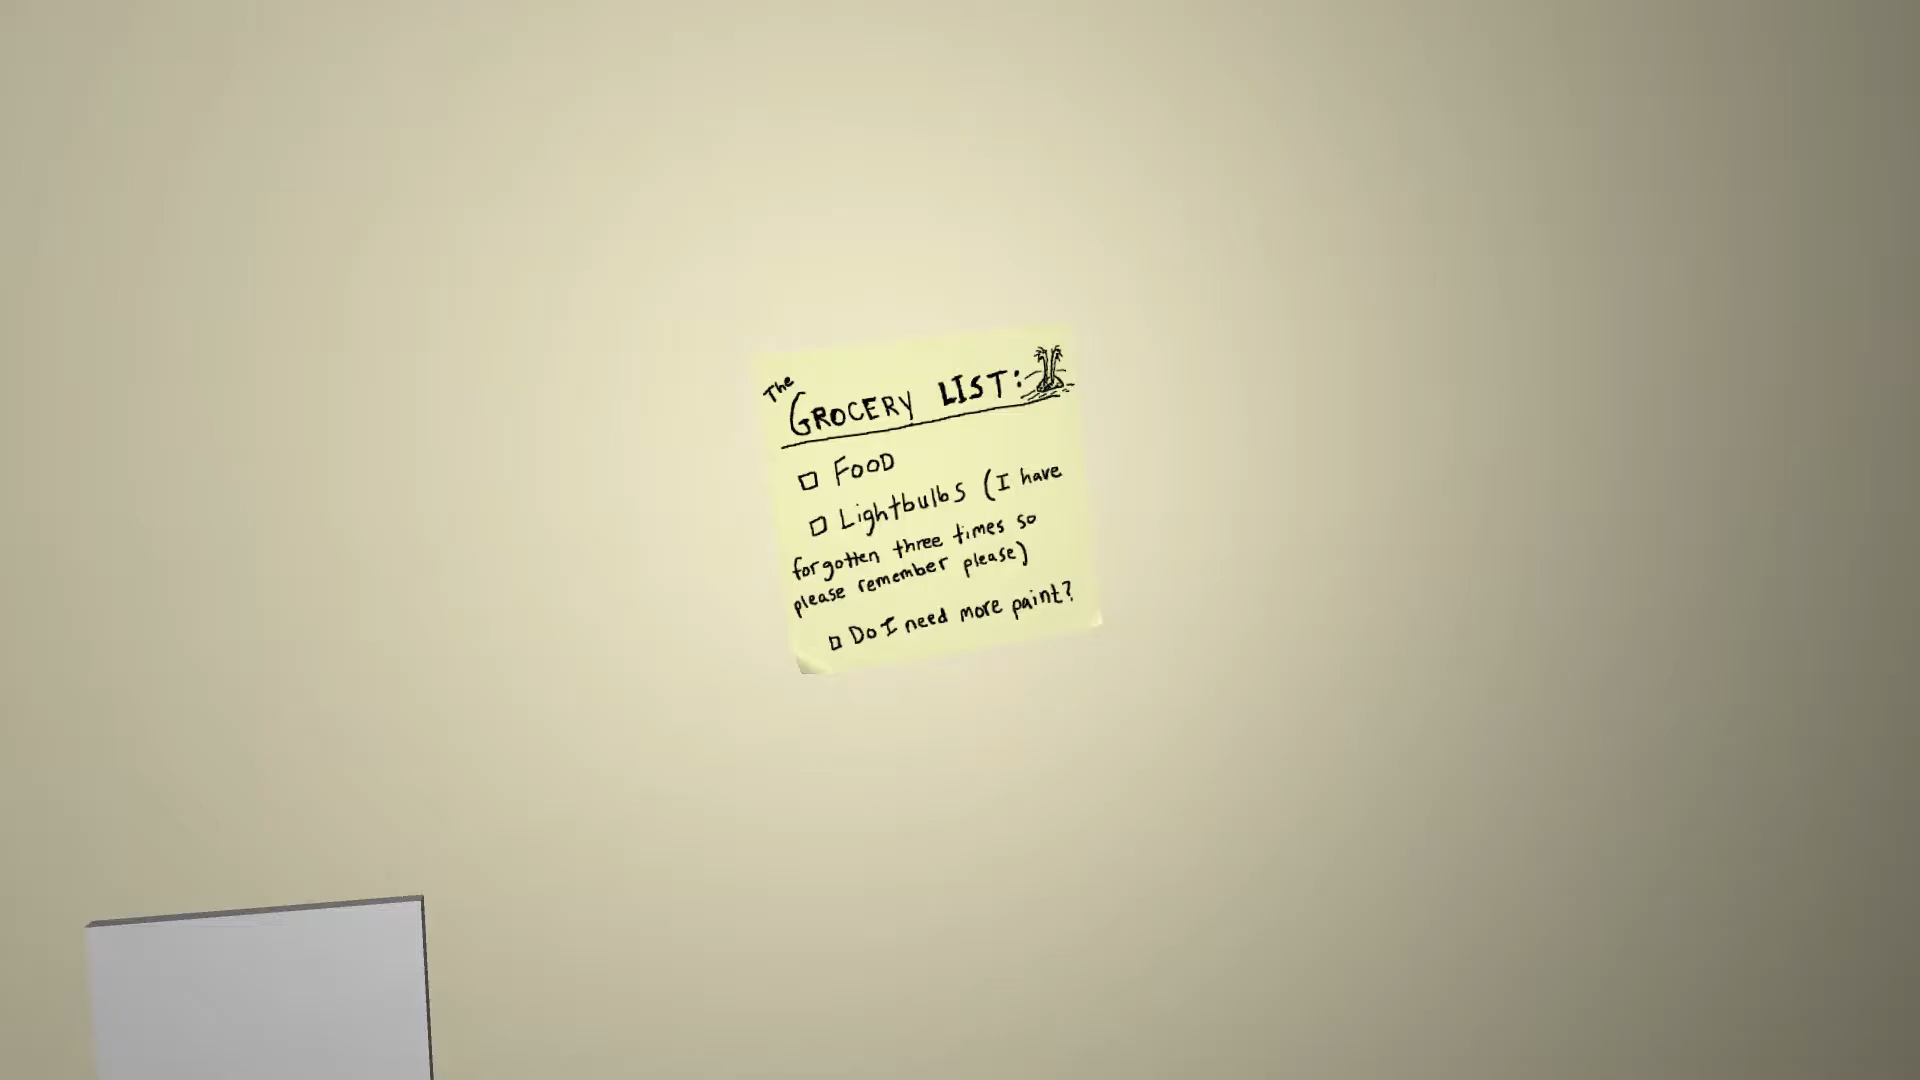 The
GROCERY LIST:
FOOD
Lightbulbs (I have
forgotten three times so
please remember please)
Do I need more paint?